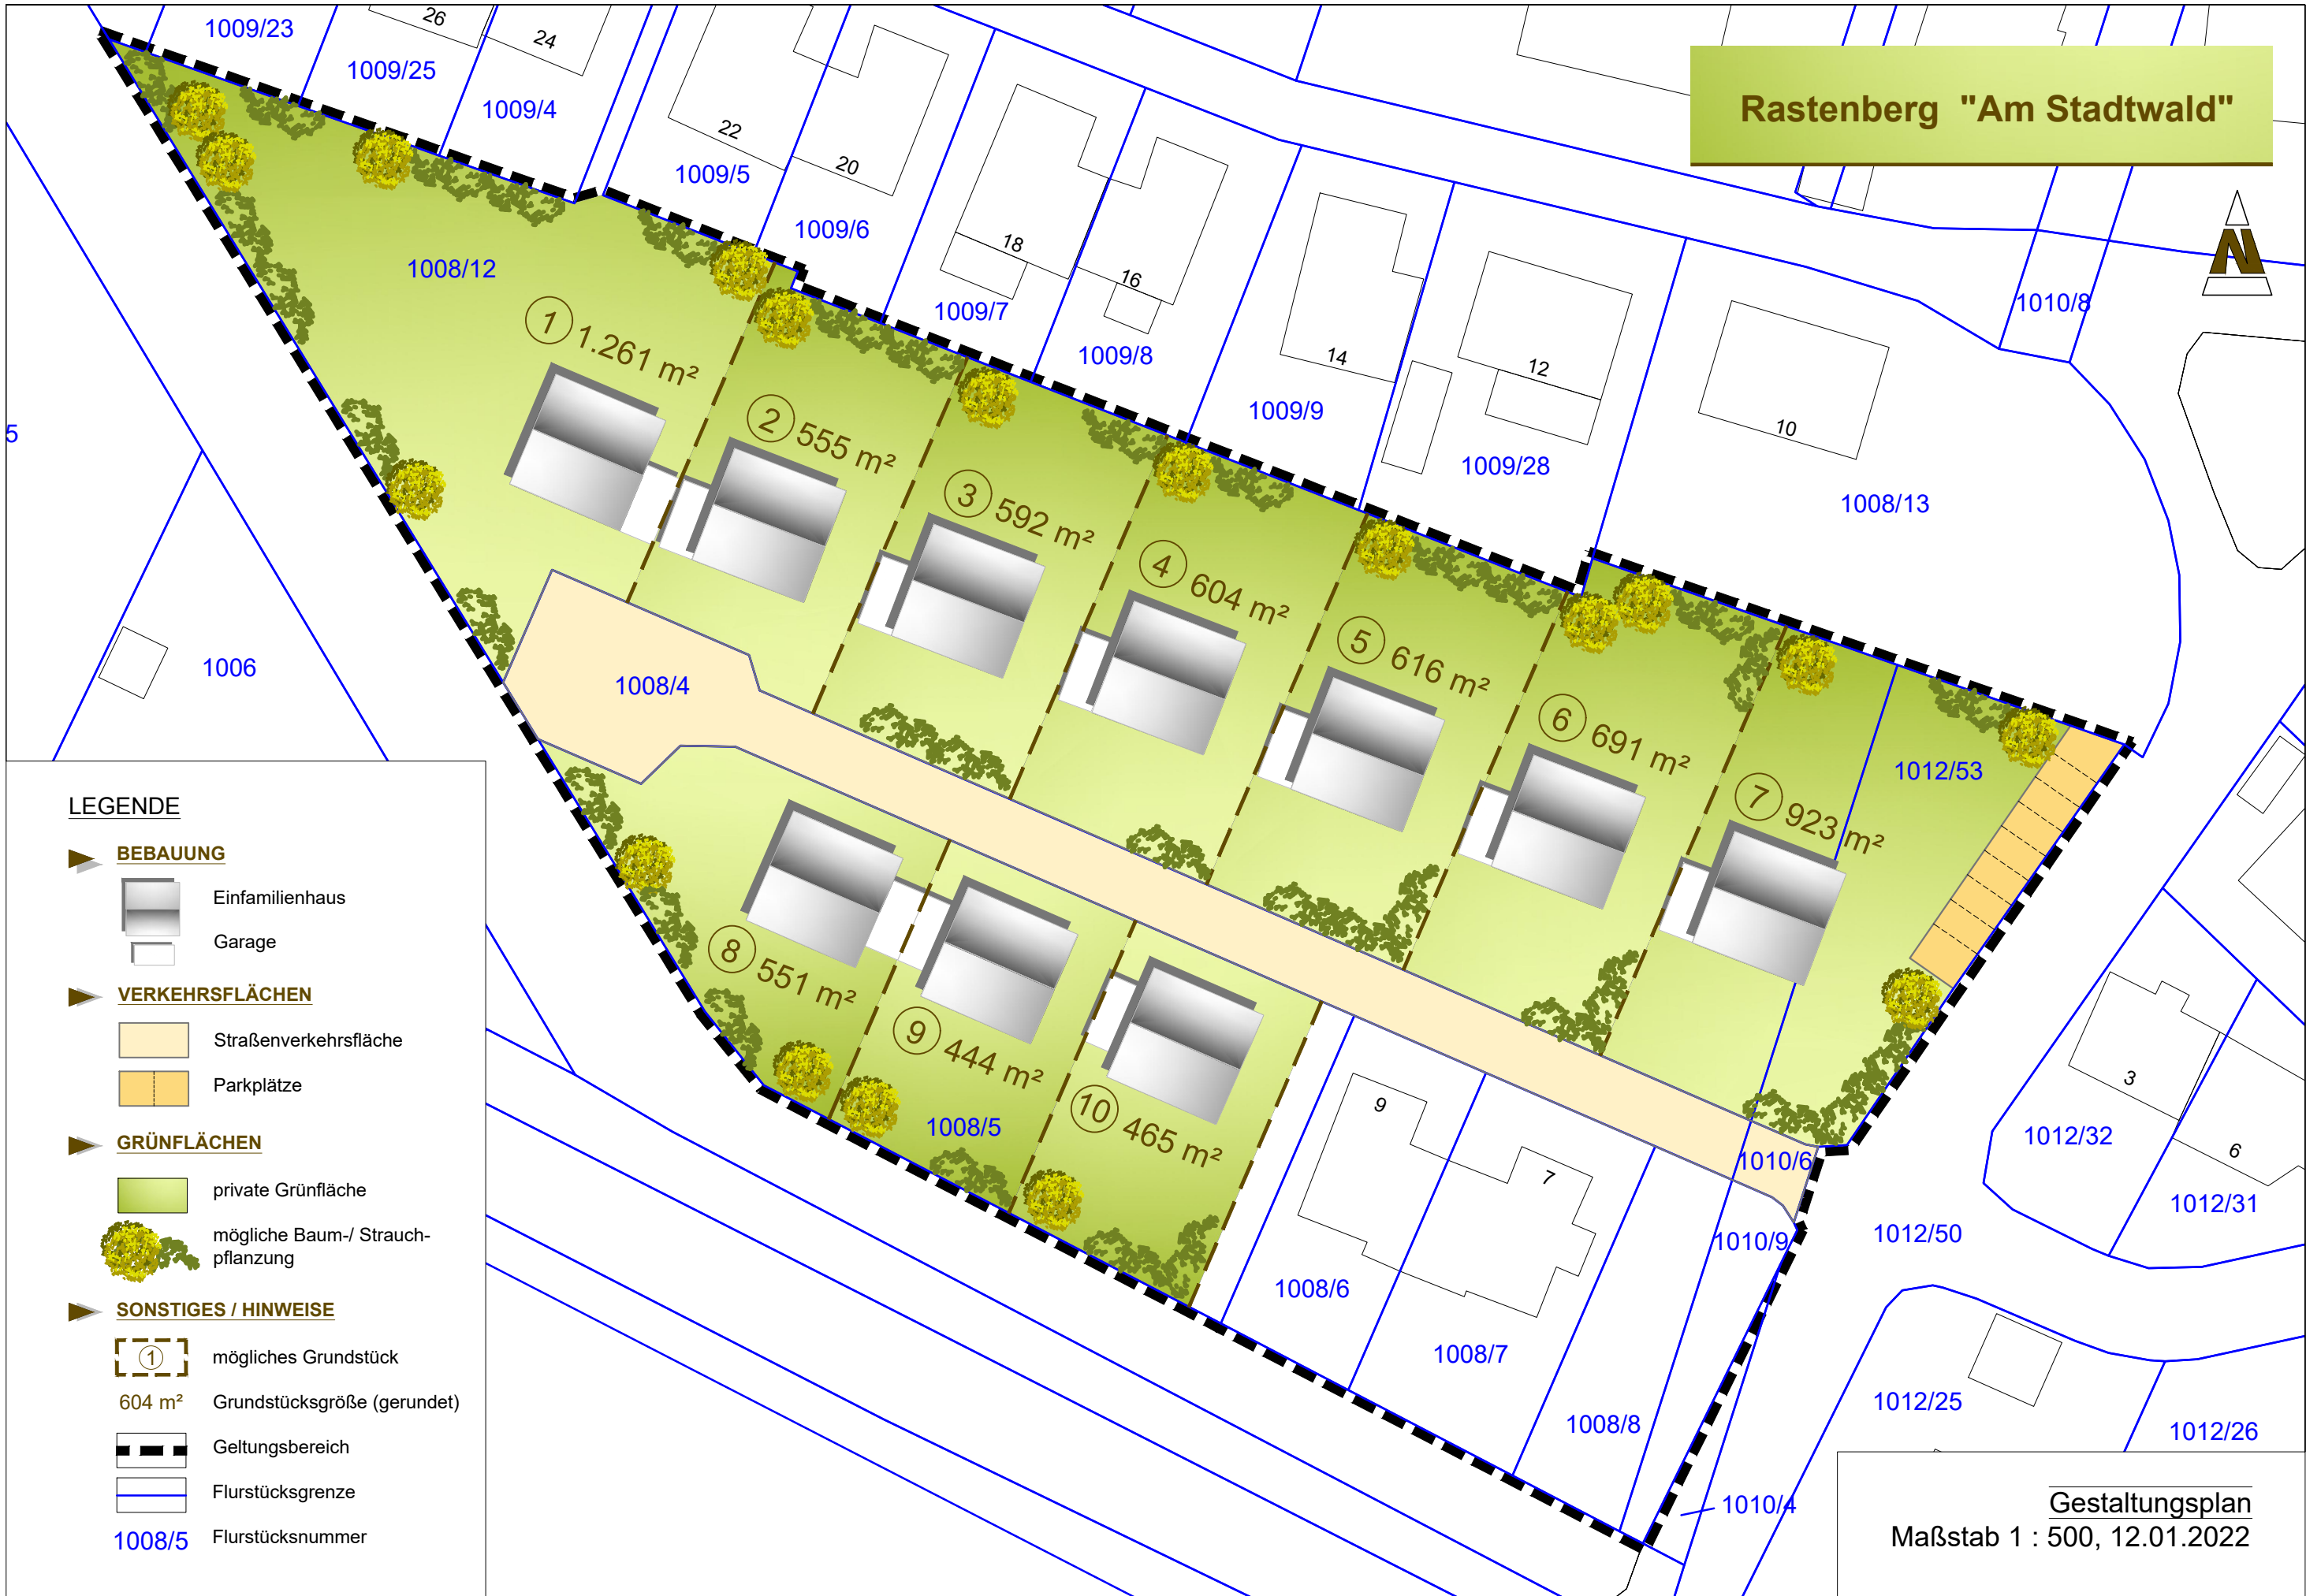 Rastenberg "Am Stadtwald"
N
1009/23
26
24
1009/25
1009/4
22
20
1009/5
1009/6
18
16
1009/7
1009/8
14
12
1009/9
1009/28
10
1008/13
1010/8
5
1006
1008/12
1 1.261 m²
2 555 m²
3 592 m²
4 604 m²
5 616 m²
6 691 m²
7 923 m²
1012/53
1008/4
8 551 m²
9 444 m²
10 465 m²
1008/5
9
7
1008/6
1008/7
1008/8
1010/6
1010/9
1010/4
1012/50
3
6
1012/32
1012/31
1012/25
1012/26
LEGENDE
BEBAUUNG
Einfamilienhaus
Garage
VERKEHRSFLÄCHEN
Straßenverkehrsfläche
Parkplätze
GRÜNFLÄCHEN
private Grünfläche
mögliche Baum-/ Strauch-
pflanzung
SONSTIGES / HINWEISE
1 mögliches Grundstück
604 m² Grundstücksgröße (gerundet)
Geltungsbereich
Flurstücksgrenze
1008/5 Flurstücksnummer
Gestaltungsplan
Maßstab 1 : 500, 12.01.2022